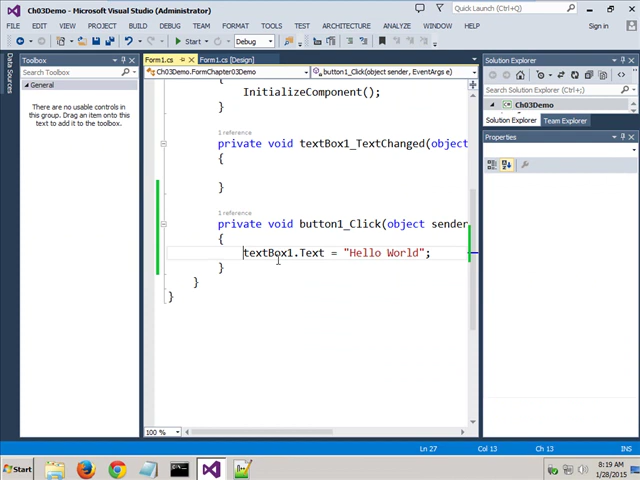 Ch03Demo - Microsoft Visual Studio (Administrator)
Quick Launch (Ctrl+Q)
FILE EDIT VIEW PROJECT BUILD DEBUG TEAM FORMAT TOOLS TEST ARCHITECTURE ANALYZE WINDOW HELP
Sign in
Start
Debug
Data Sources
Toolbox
Search Toolbox
General
There are no usable controls in
this group. Drag an item onto this
text to add it to the toolbox.
Form1.cs
Form1.cs [Design]
Ch03Demo.FormChapter03Demo
button1_Click(object sender, EventArgs e)
{
InitializeComponent();
}
1 reference
private void textBox1_TextChanged(object
{
}
1 reference
private void button1_Click(object sender
{
textBox1.Text = "Hello World";
}
}
}
100 %
Solution Explorer
Search Solution Explorer (Ctrl+;)
Ch03Demo
Solution Explorer
Team Explorer
Properties
Ln 27
Col 13
Ch 13
INS
Start
8:19 AM
1/28/2015